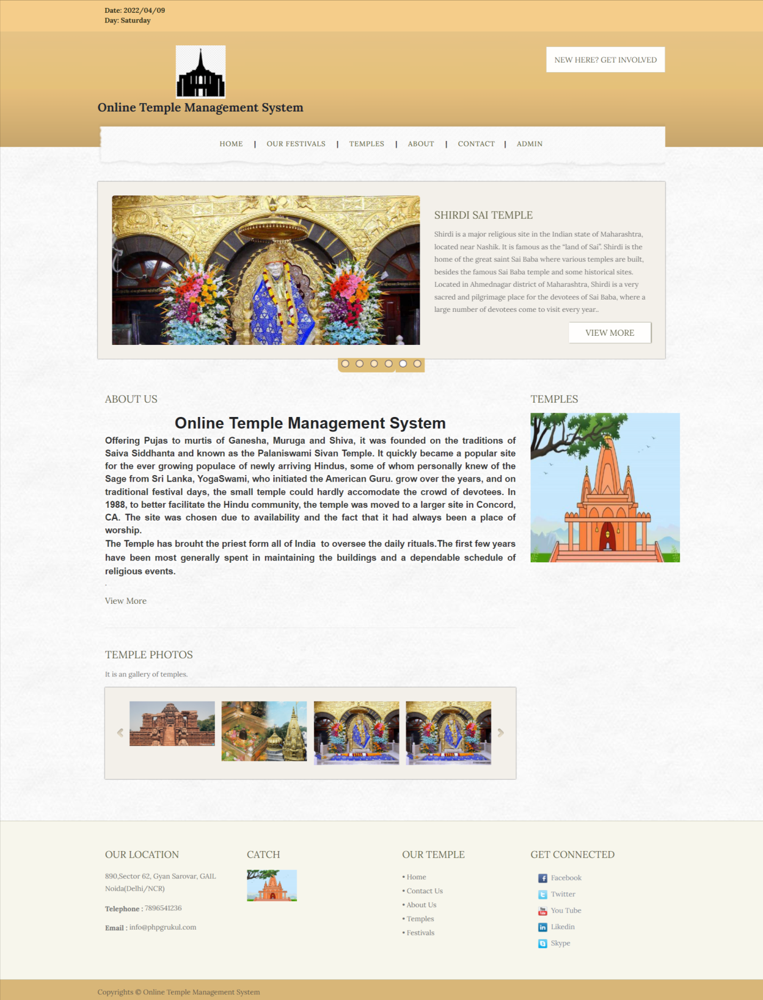 Date: 2022/04/09
Day: Saturday
NEW HERE? GET INVOLVED
Online Temple Management System
HOME | OUR FESTIVALS | TEMPLES | ABOUT | CONTACT | ADMIN
SHIRDI SAI TEMPLE
Shirdi is a major religious site in the Indian state of Maharashtra,
located near Nashik. It is famous as the “land of Sai”. Shirdi is the
home of the great saint Sai Baba where various temples are built,
besides the famous Sai Baba temple and some historical sites.
Located in Ahmednagar district of Maharashtra, Shirdi is a very
sacred and pilgrimage place for the devotees of Sai Baba, where a
large number of devotees come to visit every year..
VIEW MORE
ABOUT US
Online Temple Management System
Offering Pujas to murtis of Ganesha, Muruga and Shiva, it was founded on the traditions of
Saiva Siddhanta and known as the Palaniswami Sivan Temple. It quickly became a popular site
for the ever growing populace of newly arriving Hindus, some of whom personally knew of the
Sage from Sri Lanka, YogaSwami, who initiated the American Guru. grow over the years, and on
traditional festival days, the small temple could hardly accomodate the crowd of devotees. In
1988, to better facilitate the Hindu community, the temple was moved to a larger site in Concord,
CA. The site was chosen due to availability and the fact that it had always been a place of
worship.
The Temple has brouht the priest form all of India  to oversee the daily rituals.The first few years
have been most generally spent in maintaining the buildings and a dependable schedule of
religious events.
.
View More
TEMPLES
TEMPLE PHOTOS
It is an gallery of temples.
OUR LOCATION
890,Sector 62, Gyan Sarovar, GAIL
Noida(Delhi/NCR)
Telephone : 7896541236
Email : info@phpgrukul.com
CATCH
OUR TEMPLE
• Home
• Contact Us
• About Us
• Temples
• Festivals
GET CONNECTED
Facebook
Twitter
You Tube
Likedin
Skype
Copyrights © Online Temple Management System